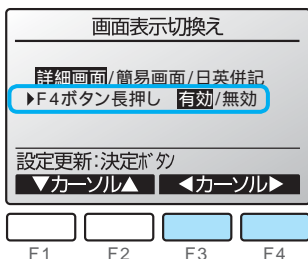 画面表示切換え
詳細画面/簡易画面/日英併記
▶F4ボタン長押し 有効/無効
設定更新:決定ﾎﾞﾀﾝ
▼カーソル▲ ◀カーソル▶
F1 F2 F3 F4